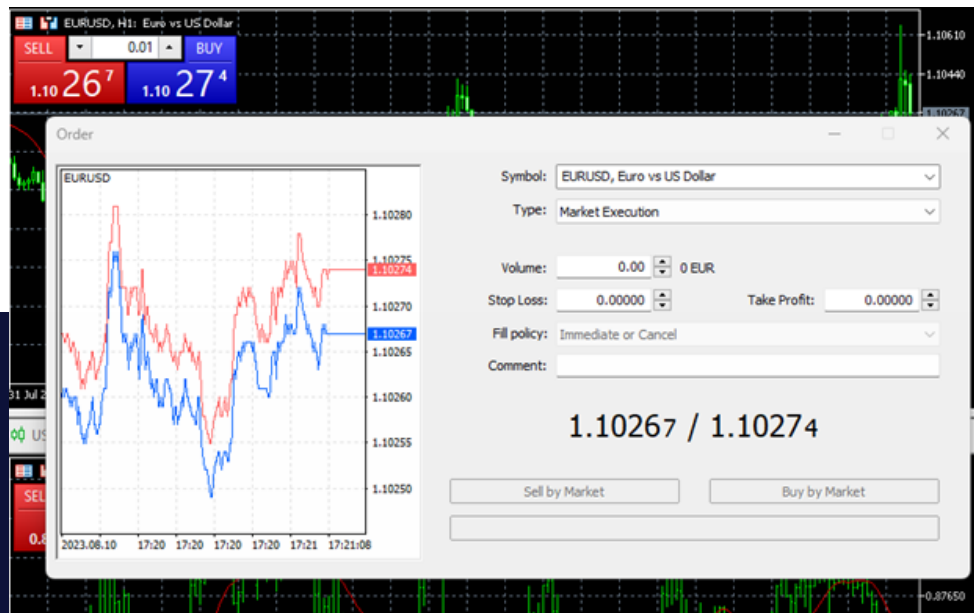 EURUSD, H1: Euro vs US Dollar
SELL 0.01 BUY
1.10 26 7 1.10 27 4
1.10610
1.10440
1.10267
Order
EURUSD
1.10280
1.10275
1.10274
1.10270
1.10267
1.10265
1.10260
1.10255
1.10250
2023.08.10 17:20 17:20 17:20 17:20 17:21 17:21:08
Symbol: EURUSD, Euro vs US Dollar
Type: Market Execution
Volume: 0.00 0 EUR
Stop Loss: 0.00000 Take Profit: 0.00000
Fill policy: Immediate or Cancel
Comment:
1.10267 / 1.10274
Sell by Market Buy by Market
31 Jul 2
US
SEL
0.8
0.87650